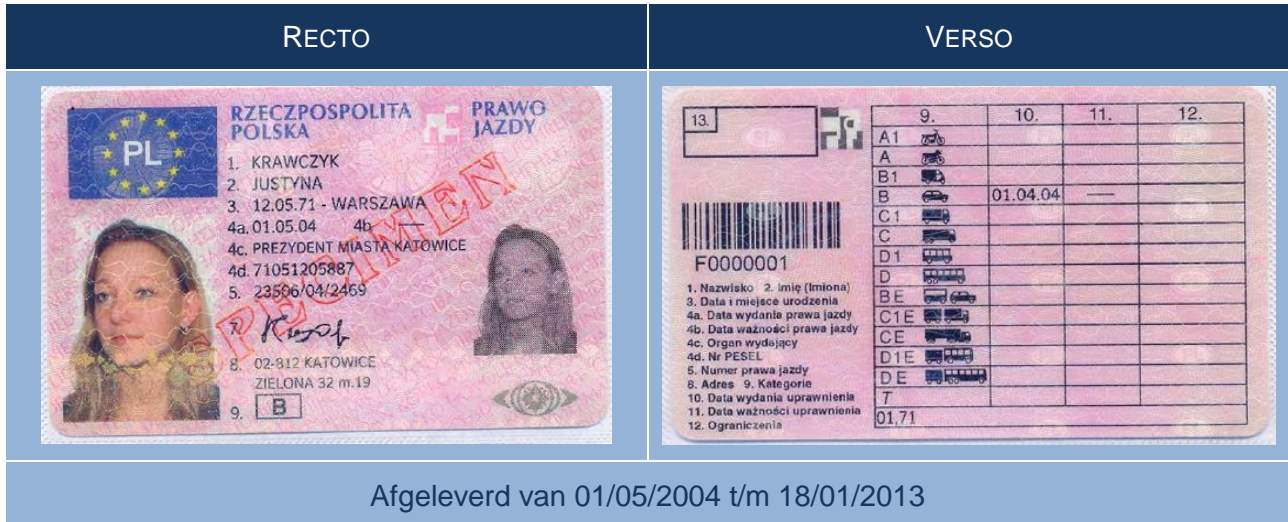 RECTO
VERSO
PL
RZECZPOSPOLITA PRAWO
POLSKA JAZDY
1. KRAWCZYK
2. JUSTYNA
3. 12.05.71 - WARSZAWA
4a. 01.05.04 4b.
4c. PREZYDENT MIASTA KATOWICE
4d. 71051205887
5. 23596/04/2469
7.
8. 02-812 KATOWICE
ZIELONA 32 m.19
9. B
SPECIMEN
13.
F0000001
1. Nazwisko 2. Imię (Imiona)
3. Data i miejsce urodzenia
4a. Data wydania prawa jazdy
4b. Data ważności prawa jazdy
4c. Organ wydający
4d. Nr PESEL
5. Numer prawa jazdy
8. Adres 9. Kategorie
10. Data wydania uprawnienia
11. Data ważności uprawnienia
12. Ograniczenia
9. 10. 11. 12.
A1
A
B1
B 01.04.04 —
C1
C
D1
D
BE
C1E
CE
D1E
DE
T
01,71
Afgeleverd van 01/05/2004 t/m 18/01/2013